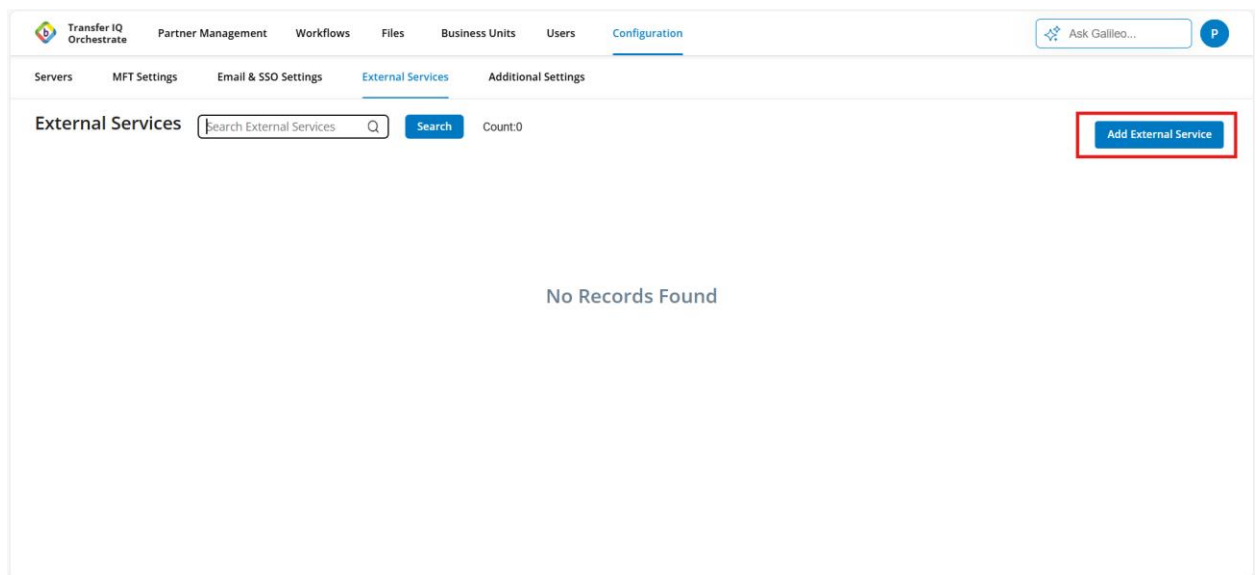 Transfer IQ
Orchestrate
Partner Management Workflows Files Business Units Users Configuration Ask Galileo... P
Servers MFT Settings Email & SSO Settings External Services Additional Settings
External Services Search External Services Search Count:0 Add External Service
No Records Found